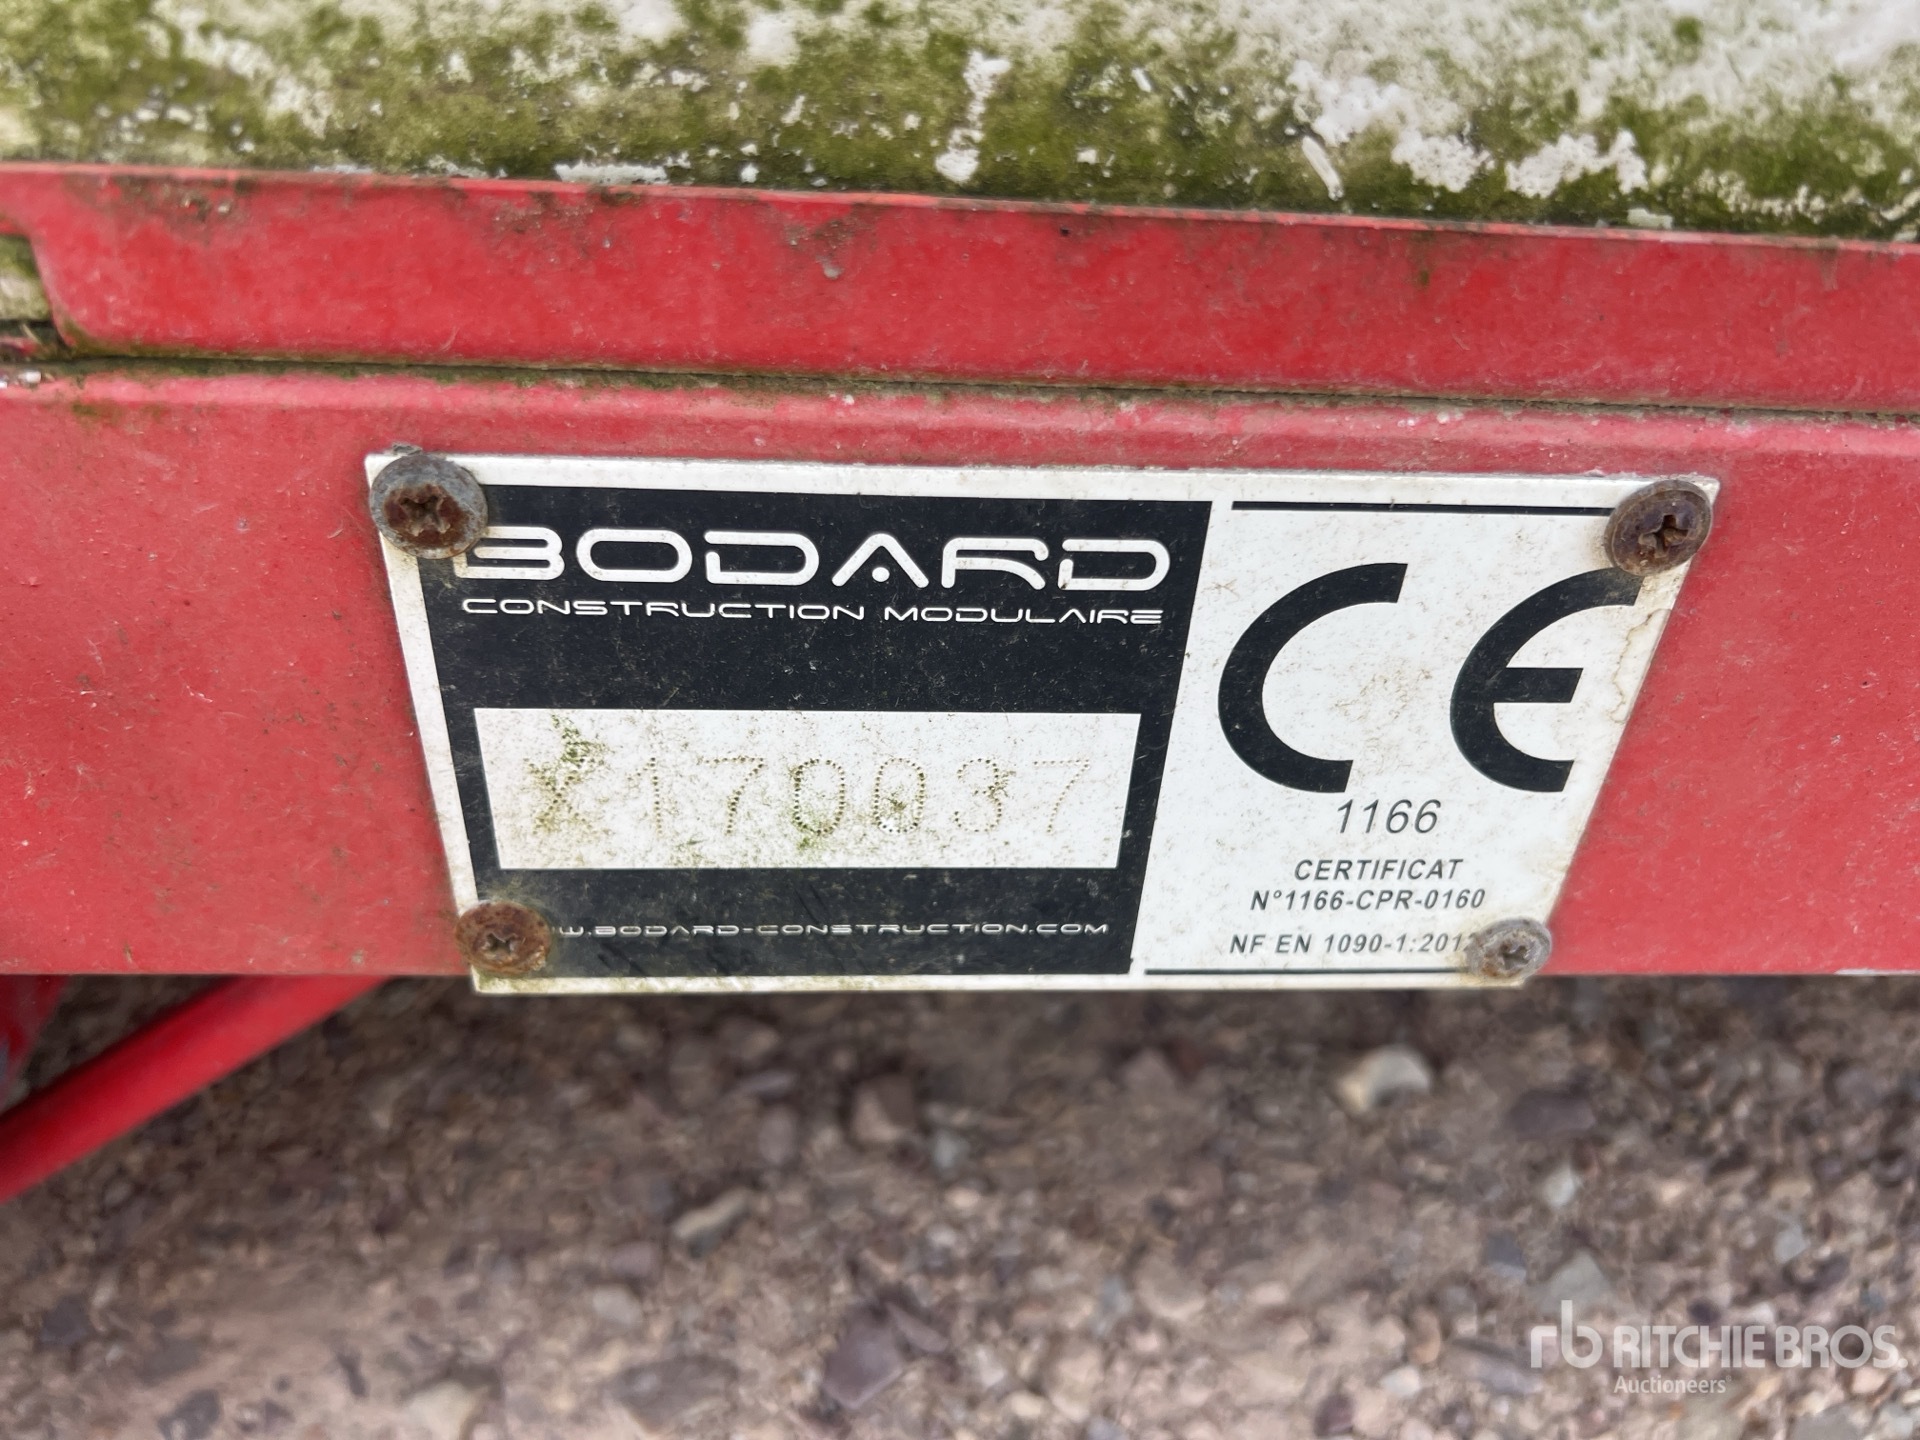 BODARD
CONSTRUCTION MODULAIRE
170037
W.BODARD-CONSTRUCTION.COM
CE
1166
CERTIFICAT
N°1166-CPR-0160
NF EN 1090-1:2012
rb RITCHIE BROS.
Auctioneers